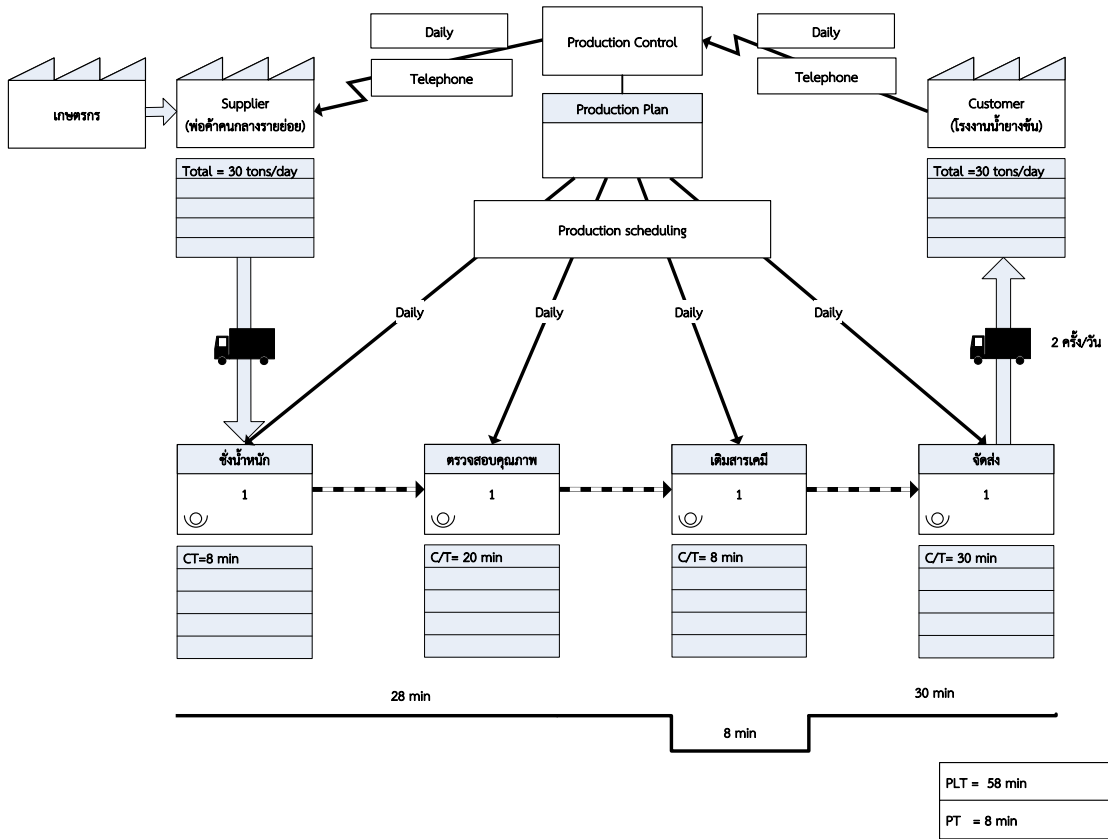 Daily
Telephone
Production Control
Daily
Telephone
เกษตรกร
Supplier
(พ่อค้าคนกลางรายย่อย)
Production Plan
Customer
(โรงงานน้ำยางข้น)
Total = 30 tons/day
Total =30 tons/day
Production scheduling
Daily
Daily
Daily
Daily
2 ครั้ง/วัน
ชั่งน้ำหนัก
1
ตรวจสอบคุณภาพ
1
เติมสารเคมี
1
จัดส่ง
1
CT=8 min
C/T= 20 min
C/T= 8 min
C/T= 30 min
28 min
8 min
30 min
PLT = 58 min
PT = 8 min